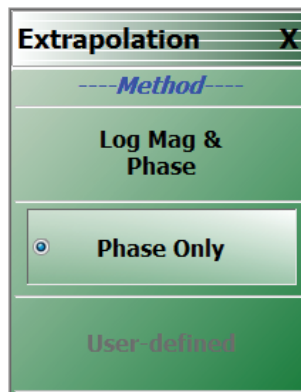 Extrapolation X
----Method----
Log Mag &
Phase
Phase Only
User-defined